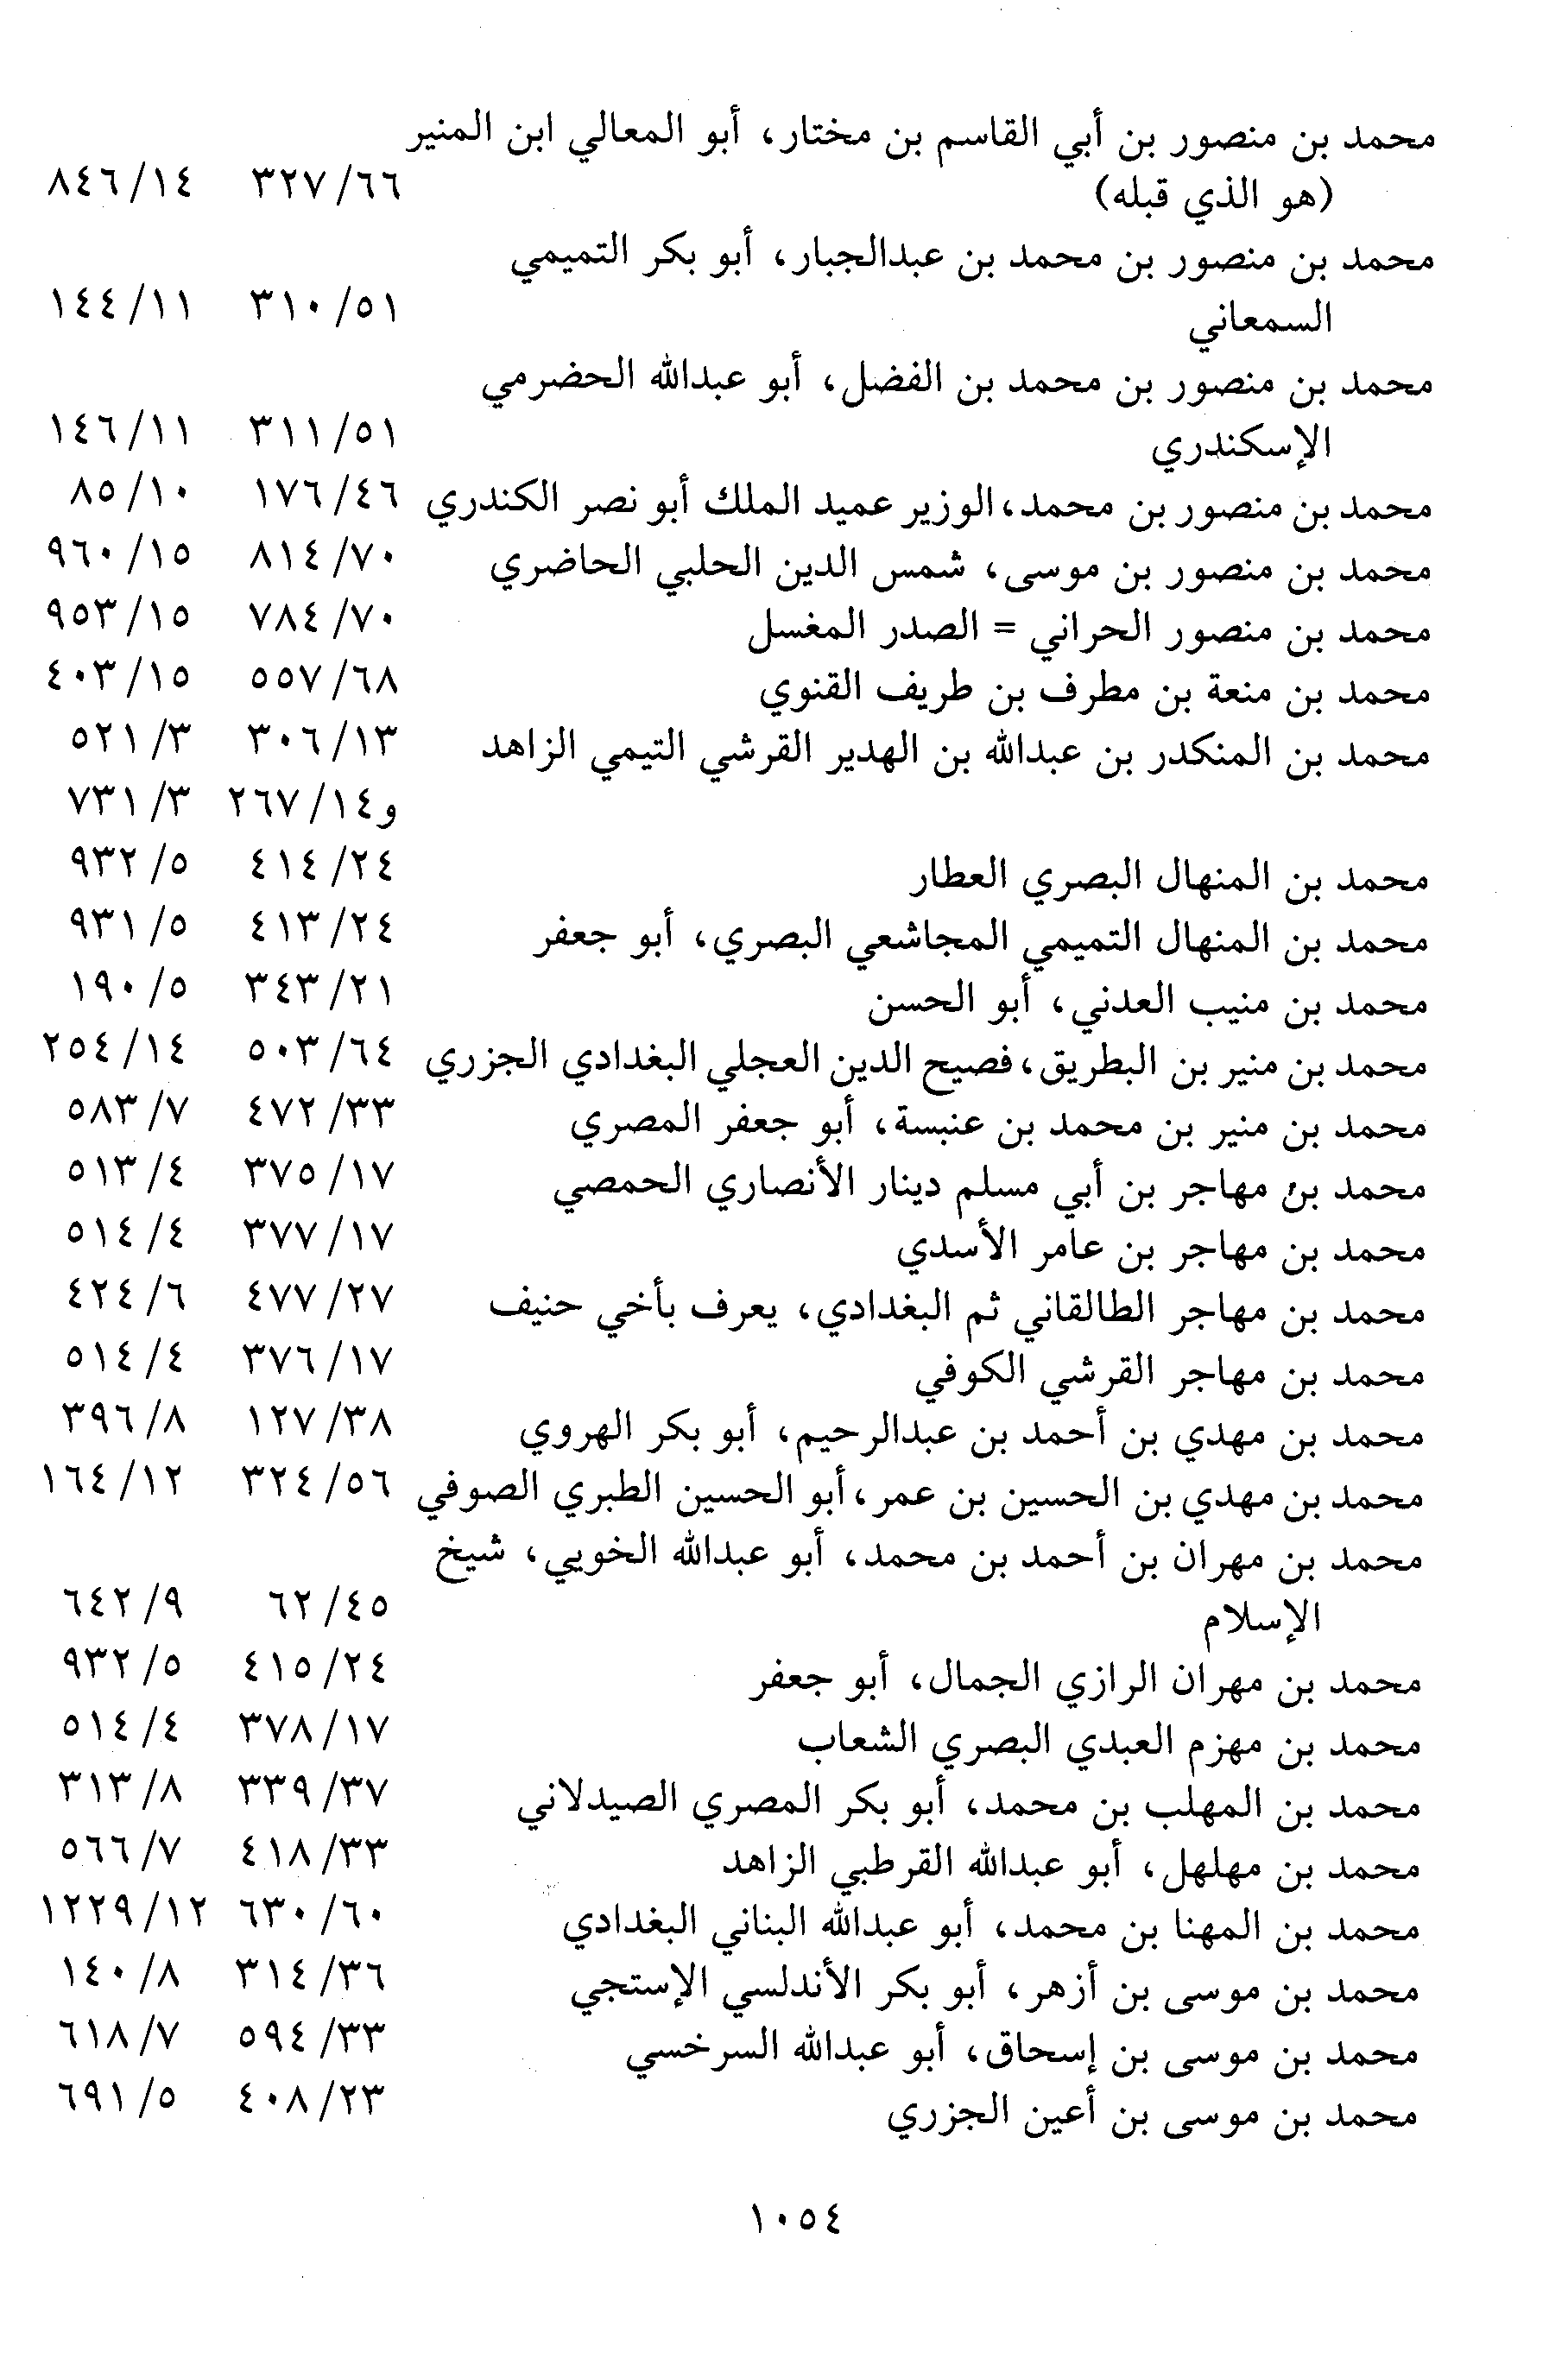 محمد بن منصور بن أبي القاسم بن مختار، أبو المعالي ابن المنير
(هو الذي قبله) ٦٦/ ٣٢٧ ١٤/ ٨٤٦
محمد بن منصور بن محمد بن عبدالجبار، أبو بكر التميمي
السمعاني ٥١/ ٣١٠ ١١/ ١٤٤
محمد بن منصور بن محمد بن الفضل، أبو عبدالله الحضرمي
الإسكندري ٥١/ ٣١١ ١١/ ١٤٦
محمد بن منصور بن محمد، الوزير عميد الملك أبو نصر الكندري ٤٦/ ١٧٦ ١٠/ ٨٥
محمد بن منصور بن موسى، شمس الدين الحلبي الحاضري ٧٠/ ٨١٤ ١٥/ ٩٦٠
محمد بن منصور الحراني = الصدر المغسل ٧٠/ ٧٨٤ ١٥/ ٩٥٣
محمد بن منعة بن مطرف بن طريف القنوي ٦٨/ ٥٥٧ ١٥/ ٤٠٣
محمد بن المنكدر بن عبدالله بن الهدير القرشي التيمي الزاهد ١٣/ ٣٠٦ ٣/ ٥٢١
و١٤/ ٢٦٧ ٣/ ٧٣١
محمد بن المنهال البصري العطار ٢٤/ ٤١٤ ٥/ ٩٣٢
محمد بن المنهال التميمي المجاشعي البصري، أبو جعفر ٢٤/ ٤١٣ ٥/ ٩٣١
محمد بن منيب العدني، أبو الحسن ٢١/ ٣٤٣ ٥/ ١٩٠
محمد بن منير بن البطريق، فصيح الدين العجلي البغدادي الجزري ٦٤/ ٥٠٣ ١٤/ ٢٥٤
محمد بن منير بن محمد بن عنبسة، أبو جعفر المصري ٣٣/ ٤٧٢ ٧/ ٥٨٣
محمد بن مهاجر بن أبي مسلم دينار الأنصاري الحمصي ١٧/ ٣٧٥ ٤/ ٥١٣
محمد بن مهاجر بن عامر الأسدي ١٧/ ٣٧٧ ٤/ ٥١٤
محمد بن مهاجر الطالقاني ثم البغدادي، يعرف بأخي حنيف ٢٧/ ٤٧٧ ٦/ ٤٢٤
محمد بن مهاجر القرشي الكوفي ١٧/ ٣٧٦ ٤/ ٥١٤
محمد بن مهدي بن أحمد بن عبدالرحيم، أبو بكر الهروي ٣٨/ ١٢٧ ٨/ ٣٩٦
محمد بن مهدي بن الحسين بن عمر، أبو الحسين الطبري الصوفي ٥٦/ ٣٢٤ ١٢/ ١٦٤
محمد بن مهران بن أحمد بن محمد، أبو عبدالله الخويي، شيخ
الإسلام ٤٥/ ٦٢ ٩/ ٦٤٢
محمد بن مهران الرازي الجمال، أبو جعفر ٢٤/ ٤١٥ ٥/ ٩٣٢
محمد بن مهزم العبدي البصري الشعاب ١٧/ ٣٧٨ ٤/ ٥١٤
محمد بن المهلب بن محمد، أبو بكر المصري الصيدلاني ٣٧/ ٣٣٩ ٨/ ٣١٣
محمد بن مهلهل، أبو عبدالله القرطبي الزاهد ٣٣/ ٤١٨ ٧/ ٥٦٦
محمد بن المهنا بن محمد، أبو عبدالله البناني البغدادي ٦٠/ ٦٣٠ ١٢/ ١٢٢٩
محمد بن موسى بن أزهر، أبو بكر الأندلسي الإستجي ٣٦/ ٣١٤ ٨/ ١٤٠
محمد بن موسى بن إسحاق، أبو عبدالله السرخسي ٣٣/ ٥٩٤ ٧/ ٦١٨
محمد بن موسى بن أعين الجزري ٢٣/ ٤٠٨ ٥/ ٦٩١
١٠٥٤